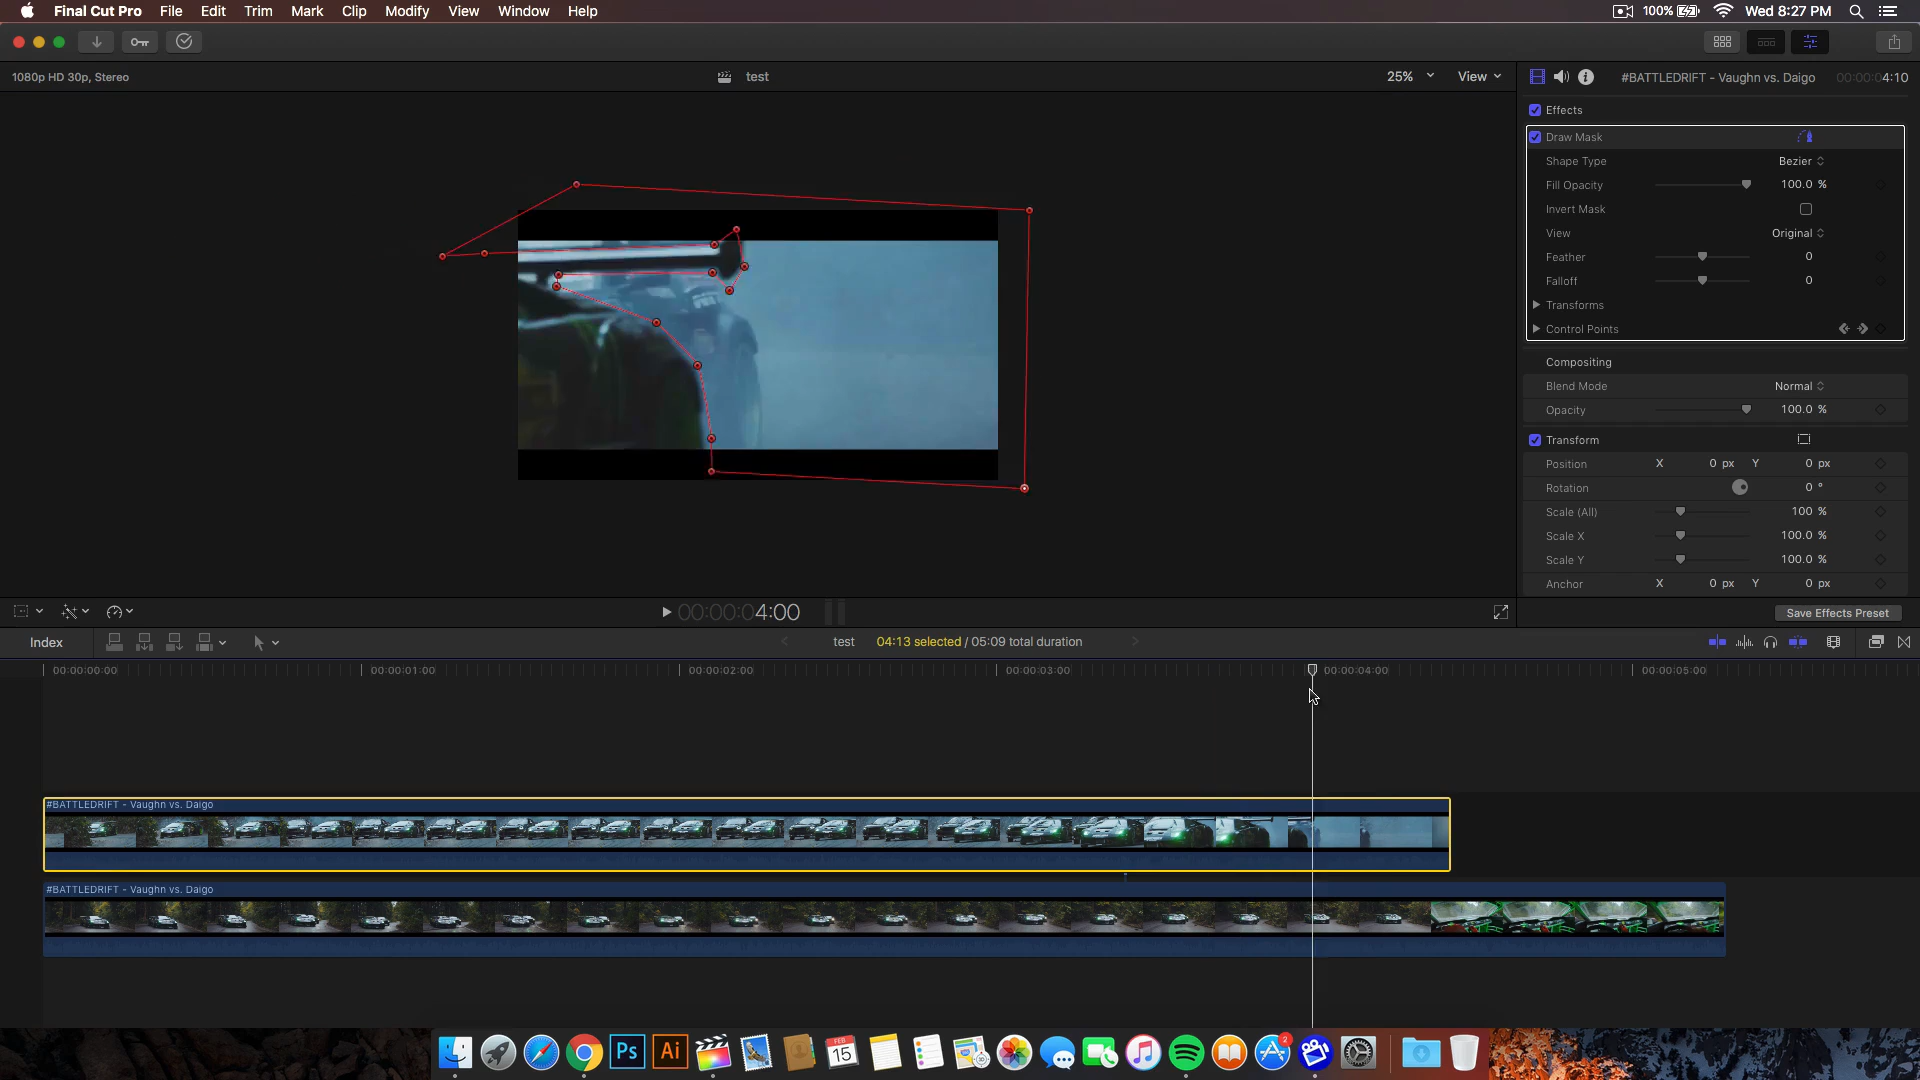 Final Cut Pro File Edit Trim Mark Clip Modify View Window Help 100% Wed 8:27 PM
1080p HD 30p, Stereo test 25% View #BATTLEDRIFT - Vaughn vs. Daigo 00:00:04:10
Effects
Draw Mask
Shape Type Bezier
Fill Opacity 100.0 %
Invert Mask
View Original
Feather 0
Falloff 0
Transforms
Control Points
Compositing
Blend Mode Normal
Opacity 100.0 %
Transform
Position X 0 px Y 0 px
Rotation 0 °
Scale (All) 100 %
Scale X 100.0 %
Scale Y 100.0 %
Anchor X 0 px Y 0 px
00:00:04:00 Save Effects Preset
Index test 04:13 selected / 05:09 total duration
00:00:00:00 00:00:01:00 00:00:02:00 00:00:03:00 00:00:04:00 00:00:05:00
#BATTLEDRIFT - Vaughn vs. Daigo
#BATTLEDRIFT - Vaughn vs. Daigo
Ps Ai FEB 15 2